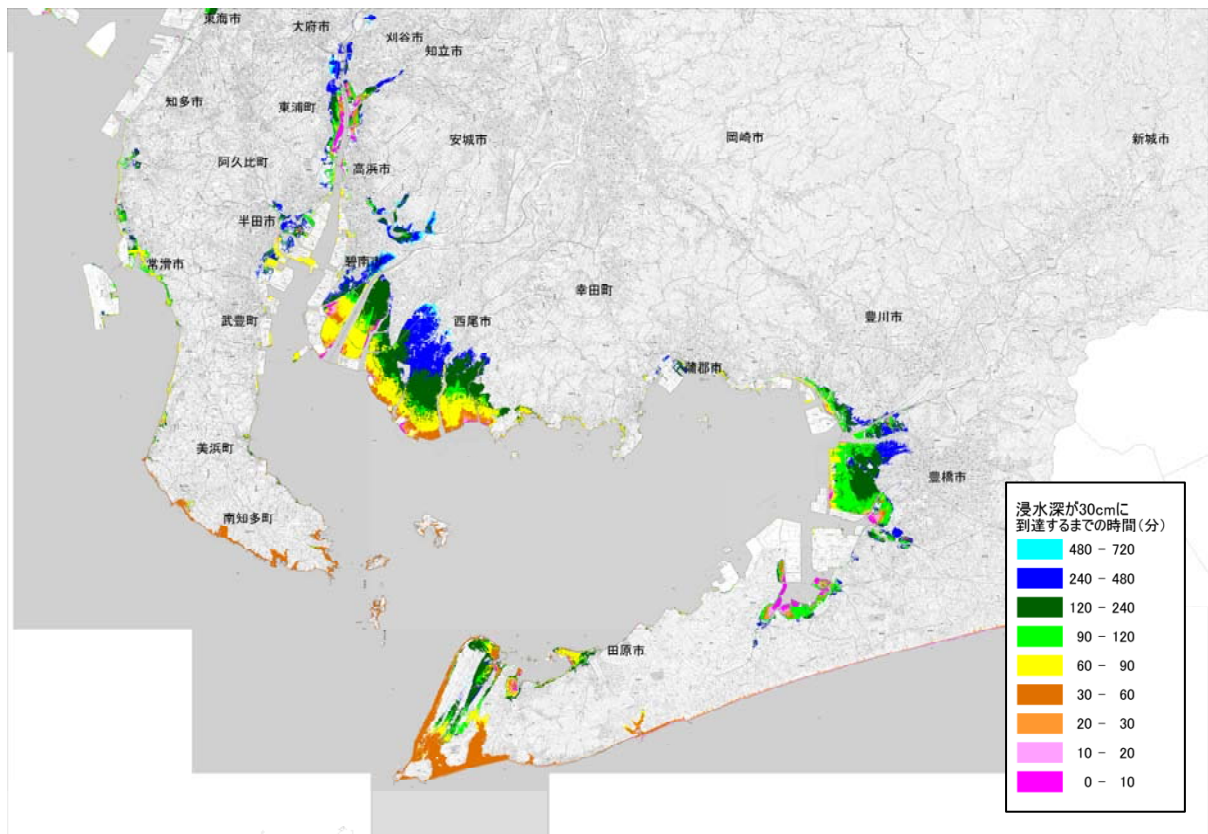 東海市
大府市
刈谷市
知立市
知多市
東浦町
安城市
岡崎市
新城市
阿久比町
高浜市
半田市
常滑市
碧南市
幸田町
武豊町
西尾市
豊川市
蒲郡市
美浜町
豊橋市
南知多町
田原市
浸水深が30cmに
到達するまでの時間(分)
480 - 720
240 - 480
120 - 240
90 - 120
60 - 90
30 - 60
20 - 30
10 - 20
0 - 10